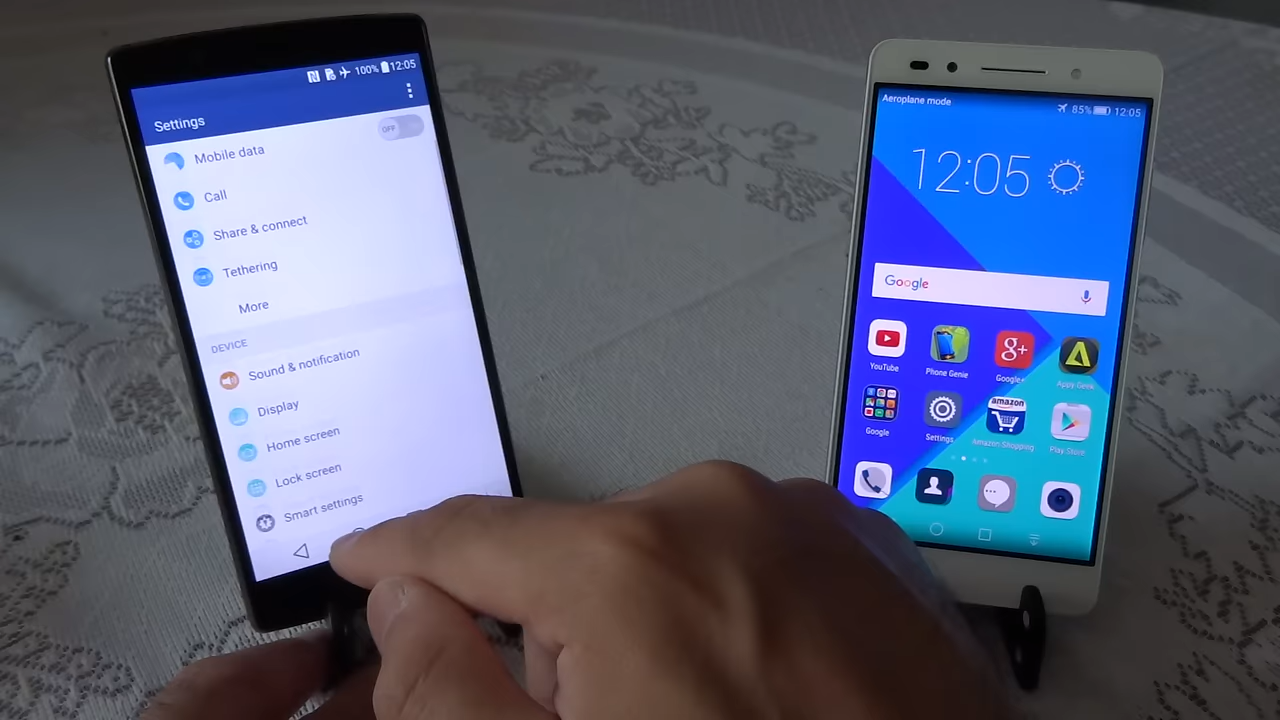 100% 12:05
Settings
OFF
Mobile data
Call
Share & connect
Tethering
More
DEVICE
Sound & notification
Display
Home screen
Lock screen
Smart settings
Aeroplane mode 85% 12:05
12:05
Google
YouTube Phone Genie Google+ Appy Geek
amazon
Google Settings Amazon Shopping Play Store